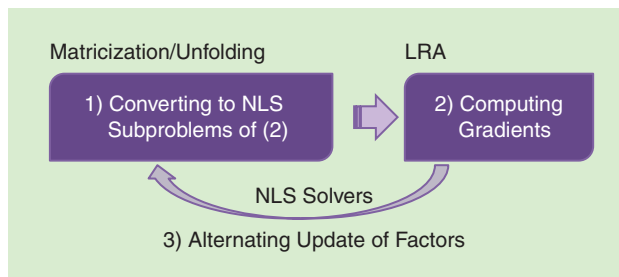 Matricization/Unfolding
LRA
1) Converting to NLS
Subproblems of (2)
2) Computing
Gradients
NLS Solvers
3) Alternating Update of Factors